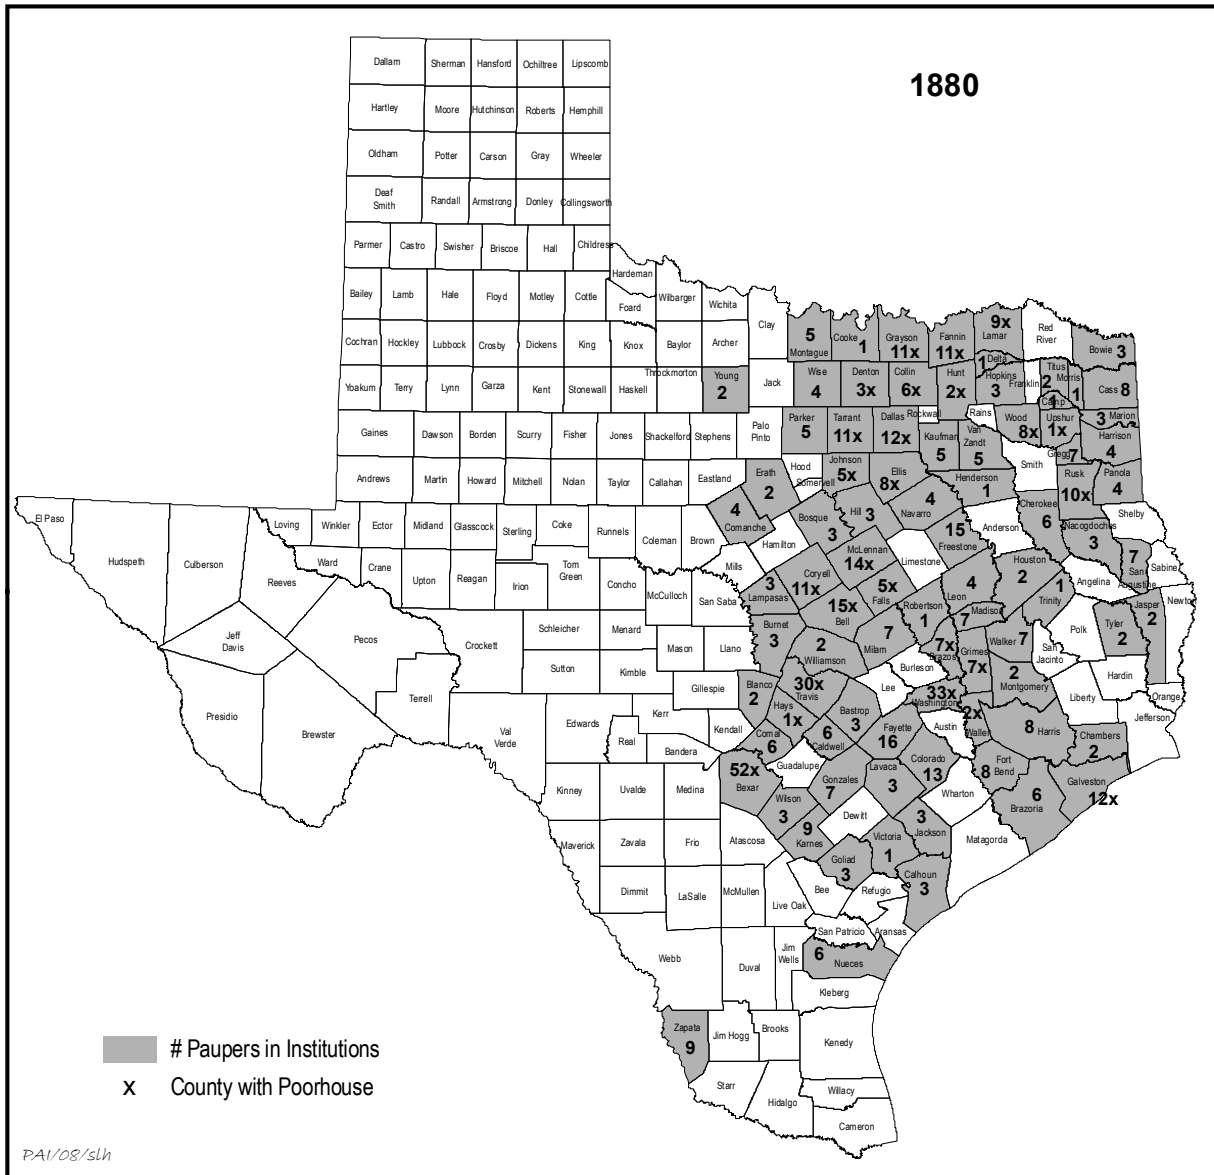 1880
Dallam Sherman Hansford Ochiltree Lipscomb
Hartley Moore Hutchinson Roberts Hemphill
Oldham Potter Carson Gray Wheeler
Deaf
Smith Randall Armstrong Donley Collingsworth
Parmer Castro Swisher Briscoe Hall Childress
Hardeman
Bailey Lamb Hale Floyd Motley Cottle Foard Wilbarger Wichita Clay
Cochran Hockley Lubbock Crosby Dickens King Knox Baylor Archer
5 Montague Cooke 1 Grayson 11x Fannin 11x 9x Lamar Red River Bowie 3
Yoakum Terry Lynn Garza Kent Stonewall Haskell Throckmorton Young 2 Jack
Wise 4 Denton 3x Collin 6x Hunt 2x 1 Delta Hopkins 3 Franklin Titus 2 Morris 1 Cass 8
Camp 1
Gaines Dawson Borden Scurry Fisher Jones Shackelford Stephens Palo Pinto
Parker 5 Tarrant 11x Dallas 12x Rockwall Kaufman 5 Van Zandt 5 Rains Wood 8x Upshur 1x 3 Marion
Harrison 4
Gregg 7
Andrews Martin Howard Mitchell Nolan Taylor Callahan Eastland
Erath 2 Hood Somervell Johnson 5x Ellis 8x Henderson 1 Smith Rusk 10x Panola 4
El Paso Hudspeth Culberson Reeves Loving Winkler Ector Midland Glasscock Sterling Coke Runnels Coleman Brown 4 Comanche
Hamilton Bosque 3 Hill 3 4 Navarro 15 Freestone Anderson Cherokee 6 Nacogdoches 3 Shelby
Ward Crane Upton Reagan Irion Tom Green Concho McCulloch San Saba Mills
3 Lampasas Coryell 11x McLennan 14x Limestone 5x Falls 4 Leon Houston 2 1 Trinity Angelina 7 San Augustine Sabine
Jeff Davis Pecos Crockett Schleicher Menard Mason Llano Burnet 3 15x Bell
Robertson 1 Madison 7 Walker 7 Polk Tyler 2 Jasper 2 Newton
Sutton Kimble 2 Williamson 7 Milam 7x Brazos Grimes 7x San Jacinto Hardin
Presidio Brewster Terrell Val Verde Edwards Gillespie Blanco 2 30x Travis Lee Burleson 33x Washington 2 Montgomery Liberty Orange Jefferson
Real Kerr Kendall Bandera Hays 1x Comal 6 Bastrop 3 6 Caldwell Fayette 16 Austin 2x Waller 8 Harris Chambers 2
Kinney Uvalde Medina 52x Bexar Guadalupe Gonzales 7 Lavaca 3 Colorado 13 Wharton 8 Fort Bend 6 Brazoria Galveston 12x
Maverick Zavala Frio Atascosa Wilson 3 9 Karnes Dewitt Victoria 1 3 Jackson Matagorda
Dimmit LaSalle McMullen Live Oak Bee Goliad 3 Refugio Calhoun 3
Webb Duval Jim Wells San Patricio Aransas 6 Nueces
Kleberg
Zapata 9 Jim Hogg Brooks Kenedy
Starr Hidalgo Willacy
Cameron
# Paupers in Institutions
x County with Poorhouse
PAI/08/slh